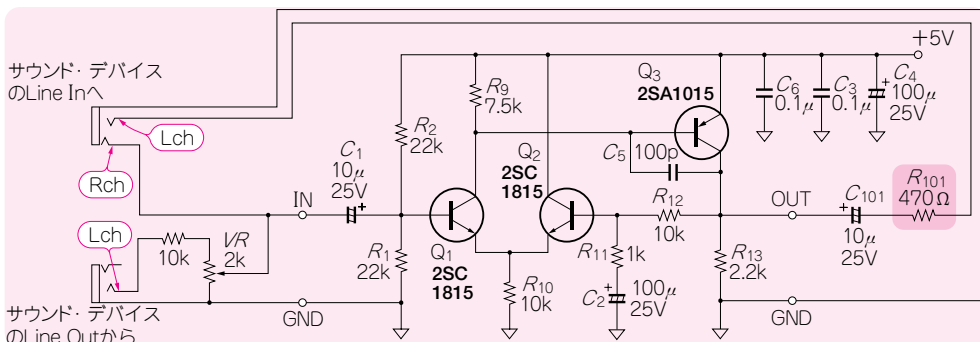 サウンド・デバイス
のLine Inへ
Lch
Rch
Lch
10k
VR
2k
サウンド・デバイス
のLine Outから
IN
GND
C1
10μ
25V
+
R2
22k
R1
22k
R9
7.5k
Q1
2SC
1815
Q2
2SC
1815
R10
10k
C5
100p
Q3
2SA1015
R12
10k
R11
1k
C2
+
100μ
25V
R13
2.2k
+5V
C6
0.1μ
C3
0.1μ
C4
+
100μ
25V
OUT
GND
C101
+
10μ
25V
R101
470Ω